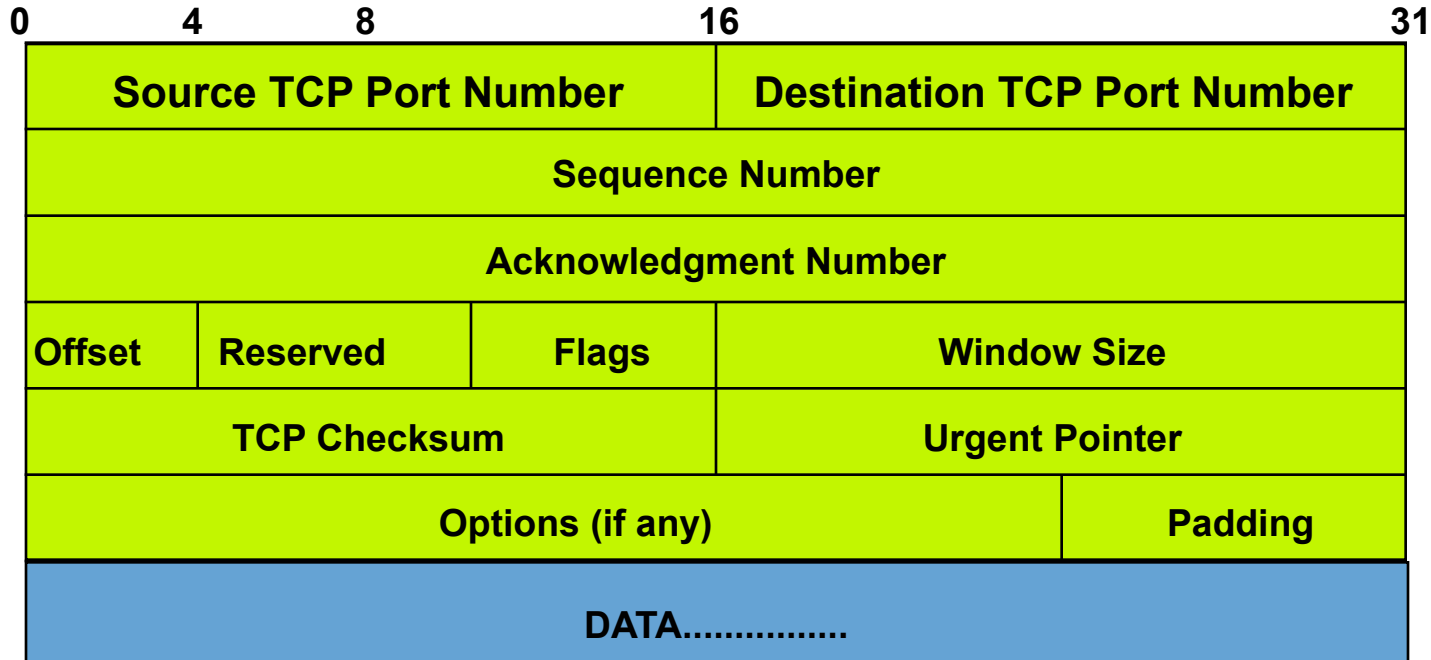 0 4 8 16 31
Source TCP Port Number Destination TCP Port Number
Sequence Number
Acknowledgment Number
Offset Reserved Flags Window Size
TCP Checksum Urgent Pointer
Options (if any) Padding
DATA................